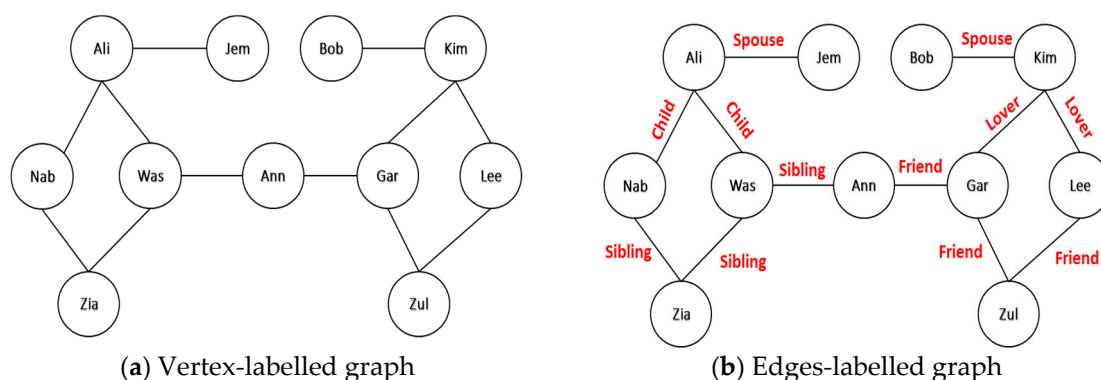 Ali
Jem
Bob
Kim
Nab
Was
Ann
Gar
Lee
Zia
Zul
(a) Vertex-labelled graph
Ali
Spouse
Jem
Bob
Spouse
Kim
Child
Child
Lover
Lover
Nab
Was
Sibling
Ann
Friend
Gar
Lee
Sibling
Sibling
Friend
Friend
Zia
Zul
(b) Edges-labelled graph